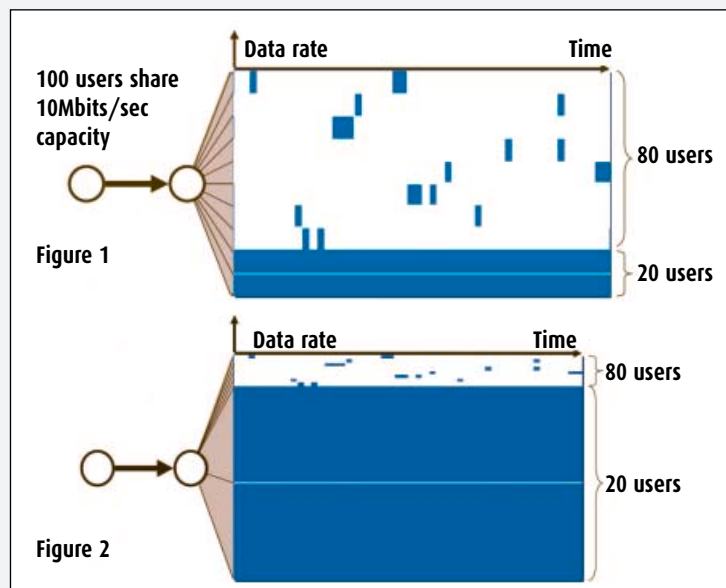 Data rate
Time
100 users share
10Mbits/sec
capacity
80 users
Figure 1
20 users
Data rate
Time
80 users
20 users
Figure 2